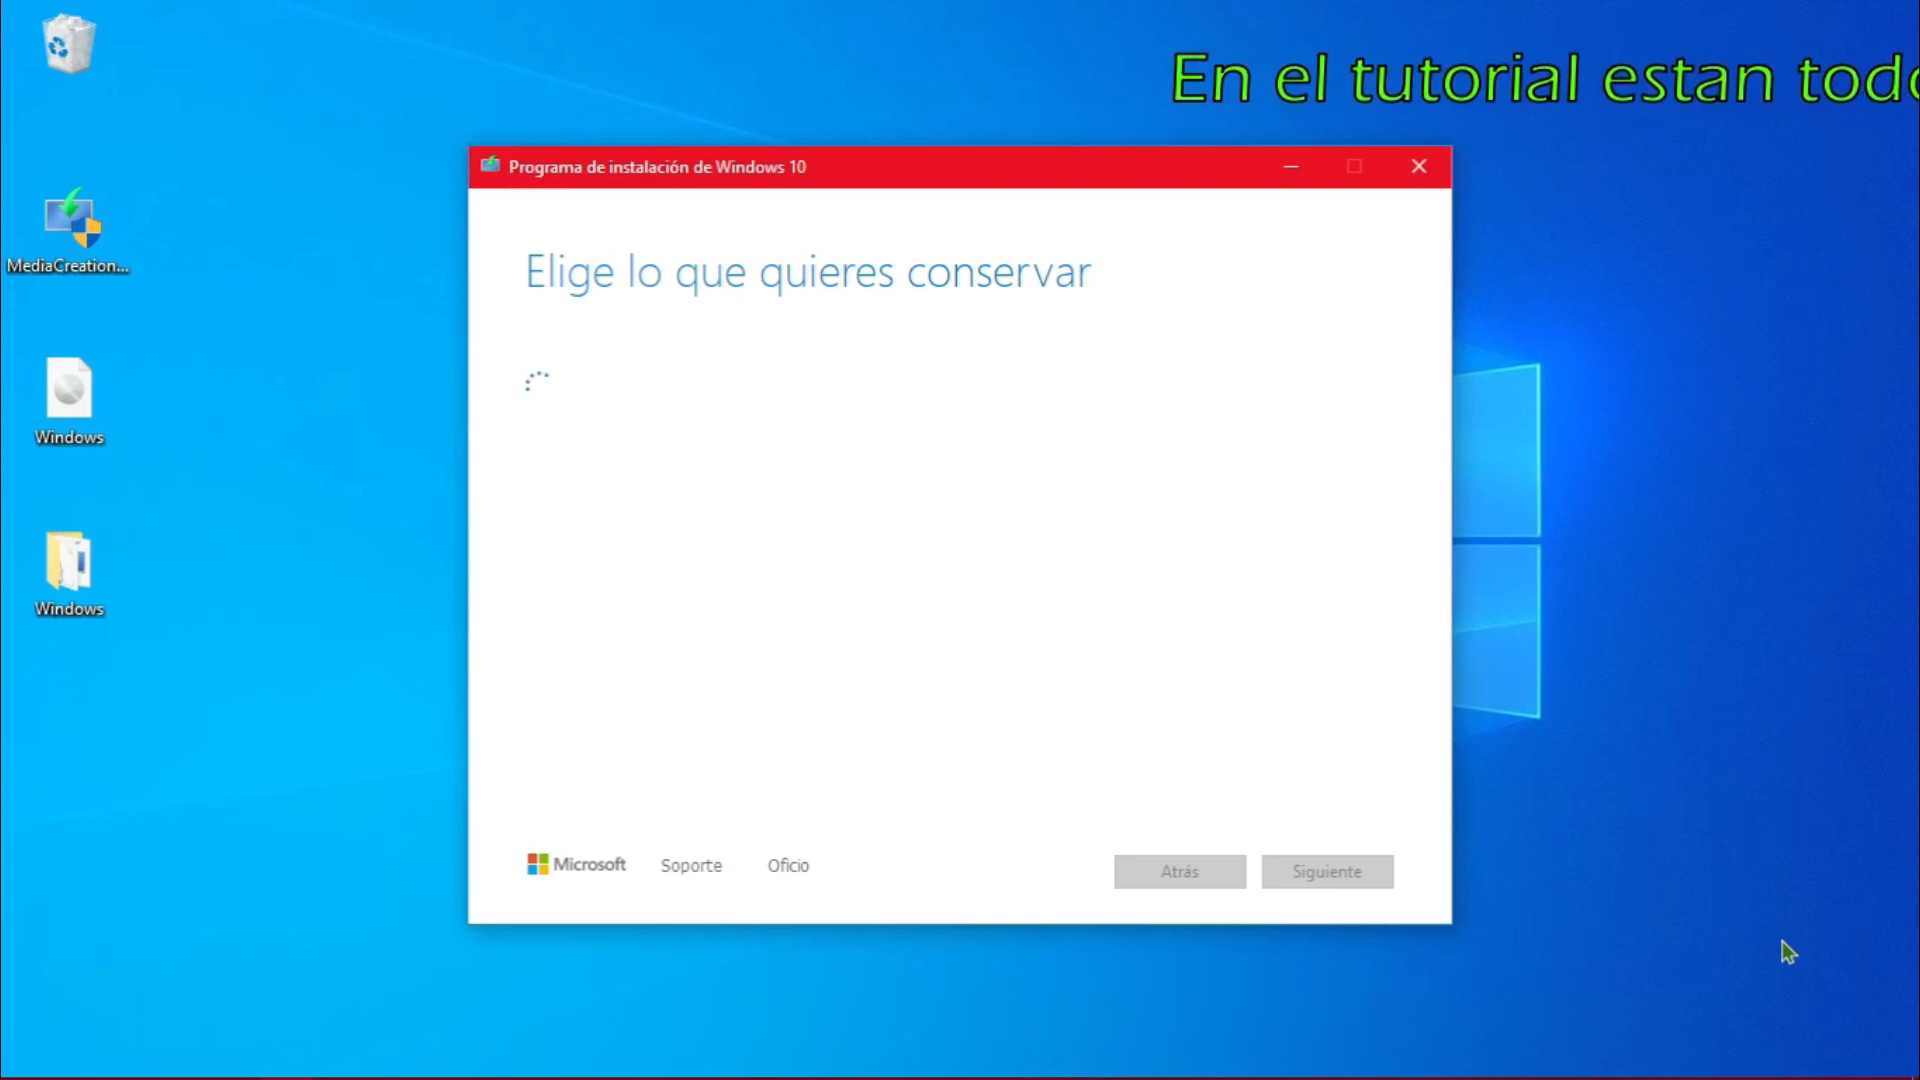 En el tutorial estan tod
Programa de instalación de Windows 10
Elige lo que quieres conservar
MediaCreation...
Windows
Windows
Microsoft Soporte Oficio
Atrás Siguiente